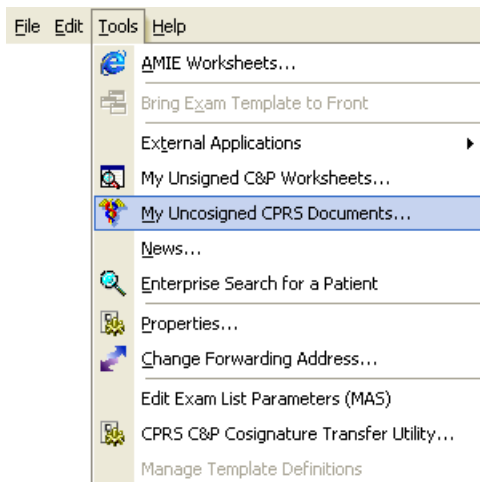 File Edit Tools Help
AMIE Worksheets...
Bring Exam Template to Front
External Applications
My Unsigned C&P Worksheets...
My Uncosigned CPRS Documents...
News...
Enterprise Search for a Patient
Properties...
Change Forwarding Address...
Edit Exam List Parameters (MAS)
CPRS C&P Cosignature Transfer Utility...
Manage Template Definitions